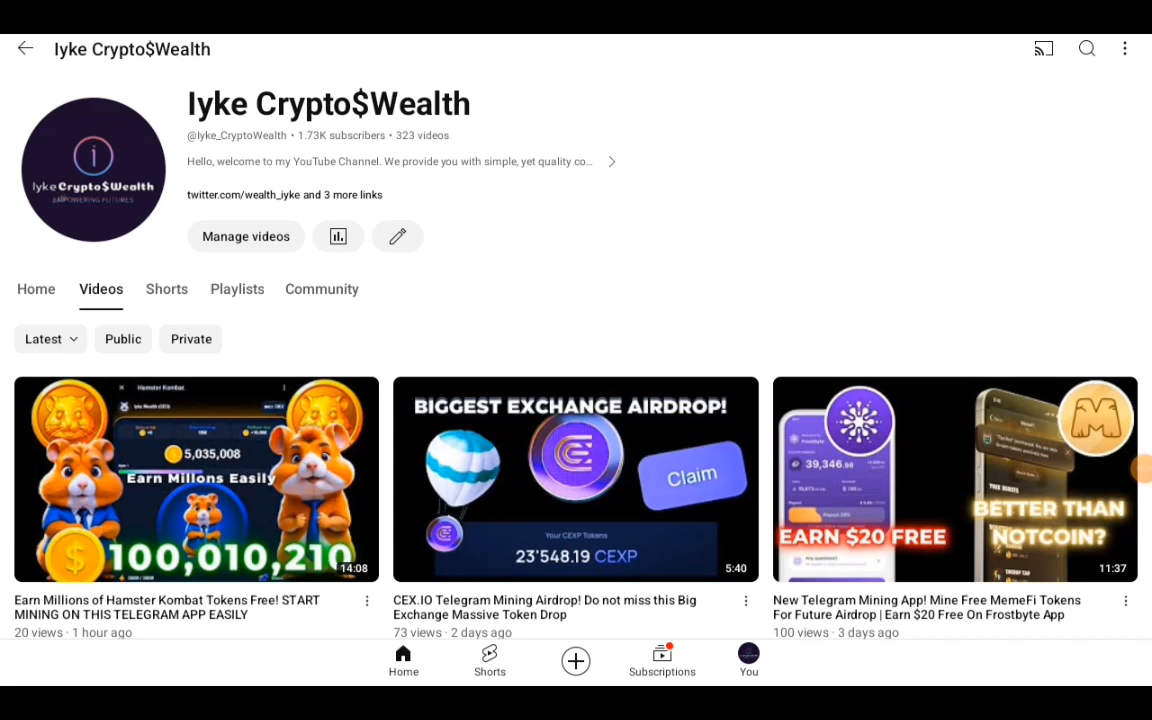 Iyke Crypto$Wealth
Iyke Crypto$Wealth
@Iyke_CryptoWealth • 1.73K subscribers • 323 videos
Hello, welcome to my YouTube Channel. We provide you with simple, yet quality co...
twitter.com/wealth_iyke and 3 more links
i
IykeCrypto$Wealth
EMPOWERING FUTURES
Manage videos
Home Videos Shorts Playlists Community
Latest Public Private
Hamster Kombat
5,035,008
Earn Millons Easily
100,010,210
14:08
BIGGEST EXCHANGE AIRDROP!
Claim
Your CEXP Tokens
23'548.19 CEXP
5:40
39,346.98
EARN $20 FREE
BETTER THAN
NOTCOIN?
11:37
Earn Millions of Hamster Kombat Tokens Free! START
MINING ON THIS TELEGRAM APP EASILY
20 views · 1 hour ago
CEX.IO Telegram Mining Airdrop! Do not miss this Big
Exchange Massive Token Drop
73 views · 2 days ago
New Telegram Mining App! Mine Free MemeFi Tokens
For Future Airdrop | Earn $20 Free On Frostbyte App
100 views · 3 days ago
Home Shorts Subscriptions You